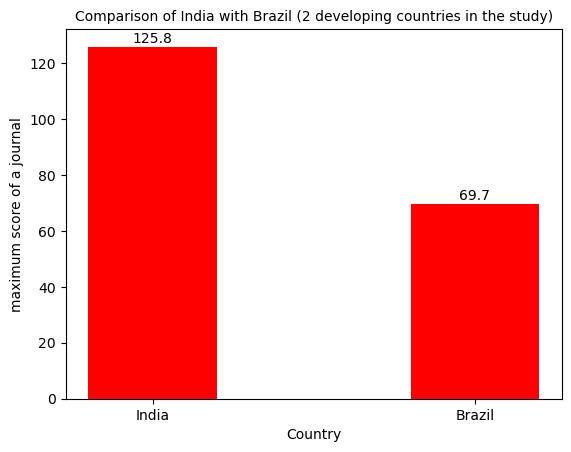 Comparison of India with Brazil (2 developing countries in the study)
125.8
69.7
maximum score of a journal
120
100
80
60
40
20
0
India
Brazil
Country